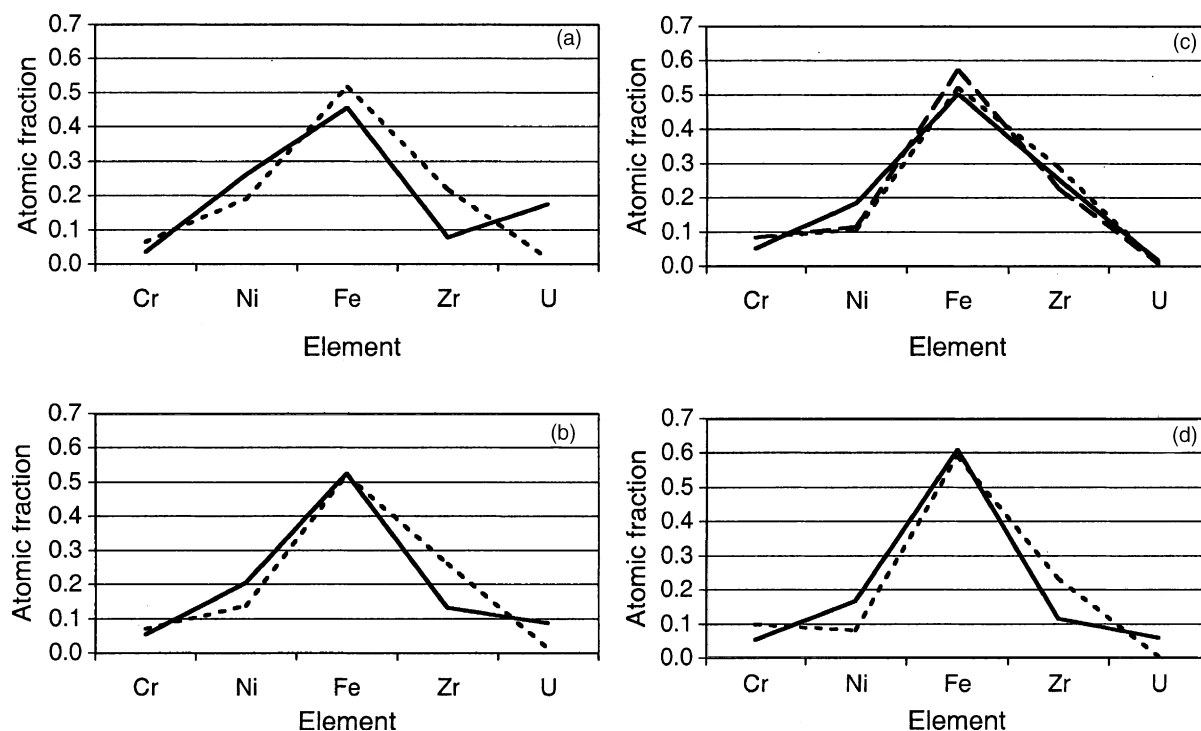 (a)
Atomic fraction
0.7
0.6
0.5
0.4
0.3
0.2
0.1
0.0
Cr Ni Fe Zr U
Element
(c)
Atomic fraction
0.7
0.6
0.5
0.4
0.3
0.2
0.1
0.0
Cr Ni Fe Zr U
Element
(b)
Atomic fraction
0.7
0.6
0.5
0.4
0.3
0.2
0.1
0.0
Cr Ni Fe Zr U
Element
(d)
Atomic fraction
0.7
0.6
0.5
0.4
0.3
0.2
0.1
0.0
Cr Ni Fe Zr U
Element